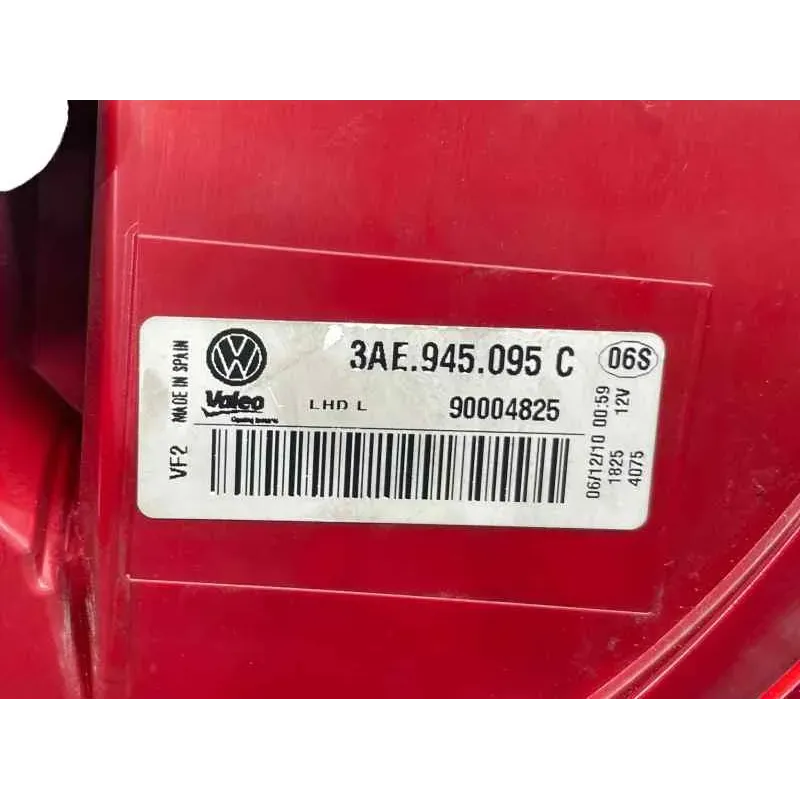 MADE IN SPAIN
VF2
VW
3AE.945.095 C
06S
Valeo
LHD L
90004825
06/12/10 00:59
1825 12V
4075